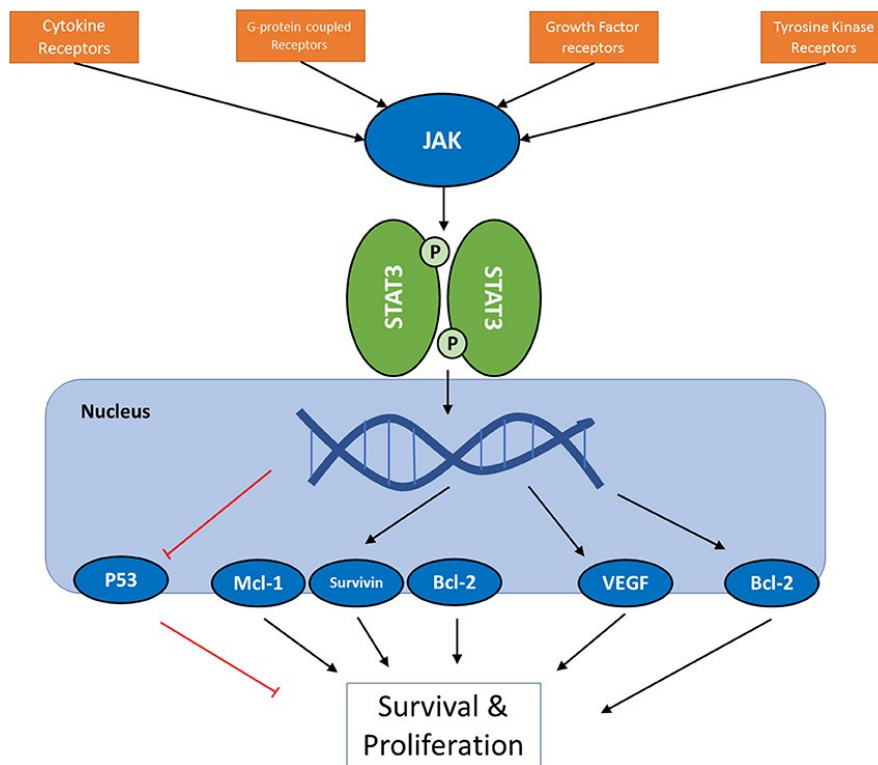 Cytokine
Receptors
G-protein coupled
Receptors
Growth Factor
receptors
Tyrosine Kinase
Receptors
JAK
P
STAT3
STAT3
P
Nucleus
P53
Mcl-1
Survivin
Bcl-2
VEGF
Bcl-2
Survival &
Proliferation